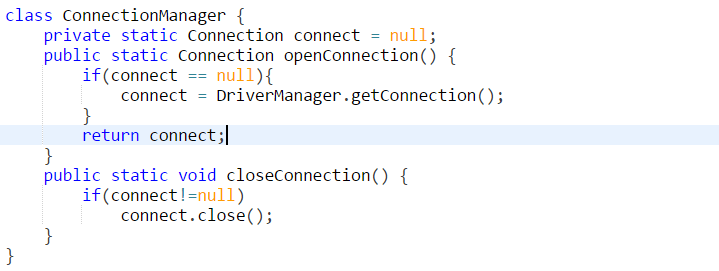 class ConnectionManager {
    private static Connection connect = null;
    public static Connection openConnection() {
        if(connect == null){
            connect = DriverManager.getConnection();
        }
        return connect;
    }
    public static void closeConnection() {
        if(connect!=null)
            connect.close();
    }
}